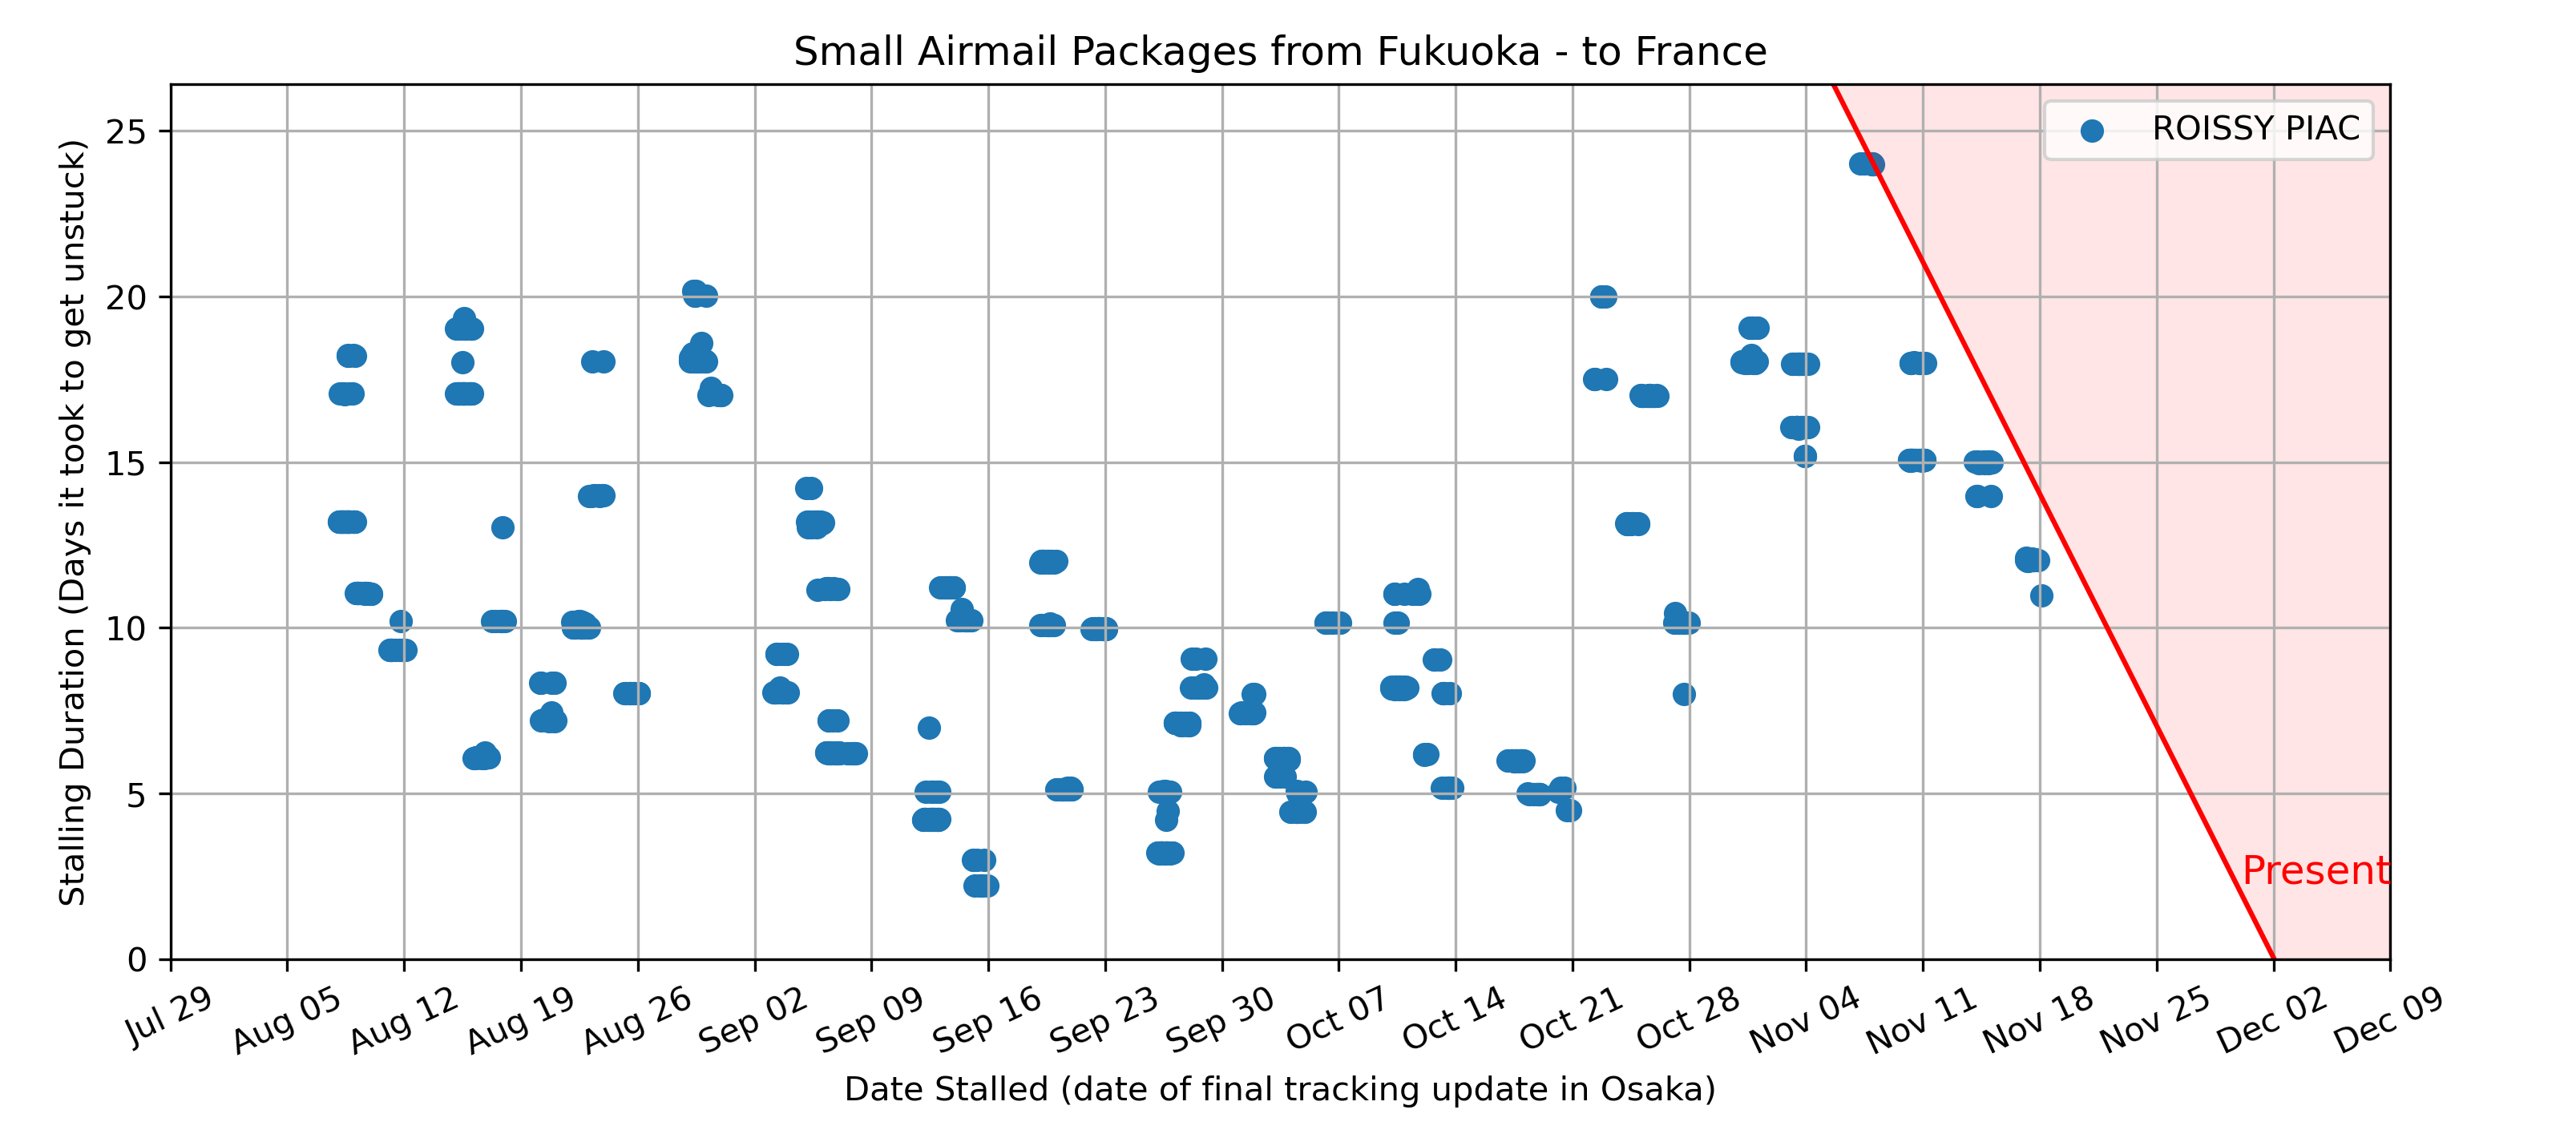 Small Airmail Packages from Fukuoka - to France
Stalling Duration (Days it took to get unstuck)
25
20
15
10
5
0
ROISSY PIAC
Present
Jul 29
Aug 05
Aug 12
Aug 19
Aug 26
Sep 02
Sep 09
Sep 16
Sep 23
Sep 30
Oct 07
Oct 14
Oct 21
Oct 28
Nov 04
Nov 11
Nov 18
Nov 25
Dec 02
Dec 09
Date Stalled (date of final tracking update in Osaka)